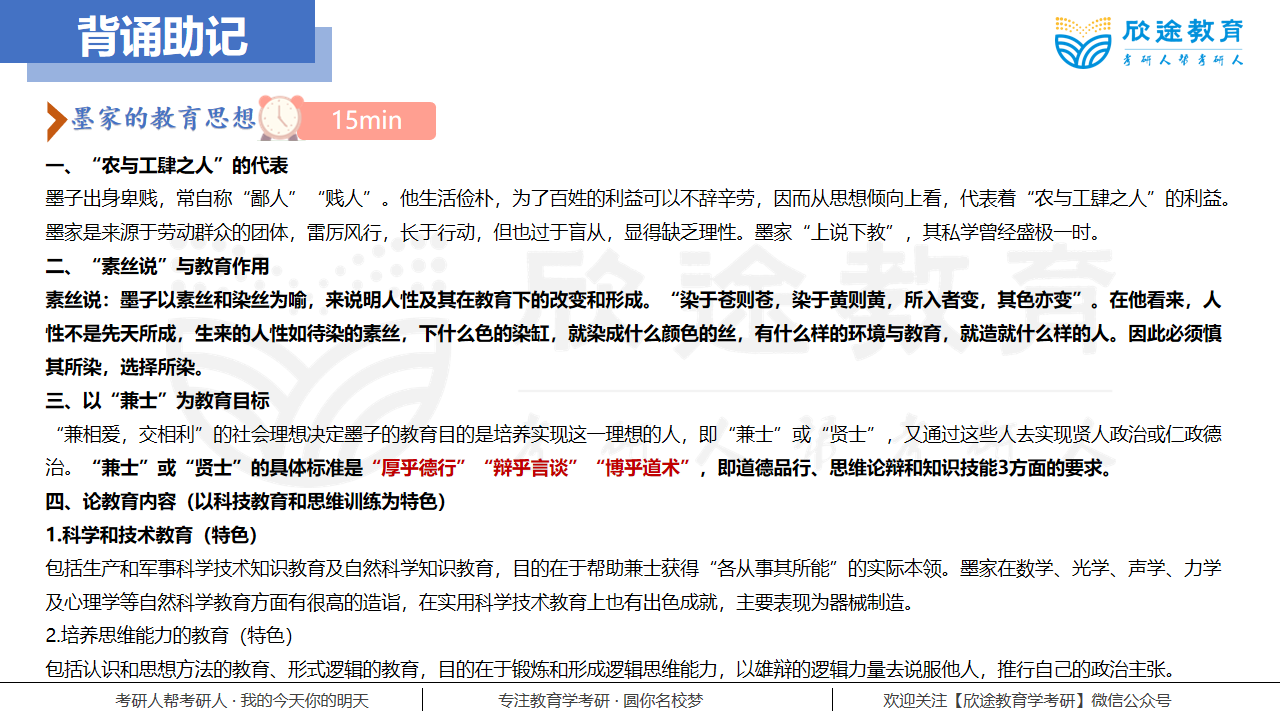 背诵助记
欣途教育
考研人帮考研人
墨家的教育思想
15min
一、“农与工肆之人”的代表
墨子出身卑贱，常自称“鄙人”“贱人”。他生活俭朴，为了百姓的利益可以不辞辛劳，因而从思想倾向上看，代表着“农与工肆之人”的利益。
墨家是来源于劳动群众的团体，雷厉风行，长于行动，但也过于盲从，显得缺乏理性。墨家“上说下教”，其私学曾经盛极一时。
二、“素丝说”与教育作用
素丝说：墨子以素丝和染丝为喻，来说明人性及其在教育下的改变和形成。“染于苍则苍，染于黄则黄，所入者变，其色亦变”。在他看来，人
性不是先天所成，生来的人性如待染的素丝，下什么色的染缸，就染成什么颜色的丝，有什么样的环境与教育，就造就什么样的人。因此必须慎
其所染，选择所染。
三、以“兼士”为教育目标
“兼相爱，交相利”的社会理想决定墨子的教育目的是培养实现这一理想的人，即“兼士”或“贤士”，又通过这些人去实现贤人政治或仁政德
治。“兼士”或“贤士”的具体标准是“厚乎德行”“辩乎言谈”“博乎道术”，即道德品行、思维论辩和知识技能3方面的要求。
四、论教育内容（以科技教育和思维训练为特色）
1.科学和技术教育（特色）
包括生产和军事科学技术知识教育及自然科学知识教育，目的在于帮助兼士获得“各从事其所能”的实际本领。墨家在数学、光学、声学、力学
及心理学等自然科学教育方面有很高的造诣，在实用科学技术教育上也有出色成就，主要表现为器械制造。
2.培养思维能力的教育（特色）
包括认识和思想方法的教育、形式逻辑的教育，目的在于锻炼和形成逻辑思维能力，以雄辩的逻辑力量去说服他人，推行自己的政治主张。
欣途教育
考研人帮考研人
考研人帮考研人 · 我的今天你的明天
专注教育学考研 · 圆你名校梦
欢迎关注【欣途教育学考研】微信公众号